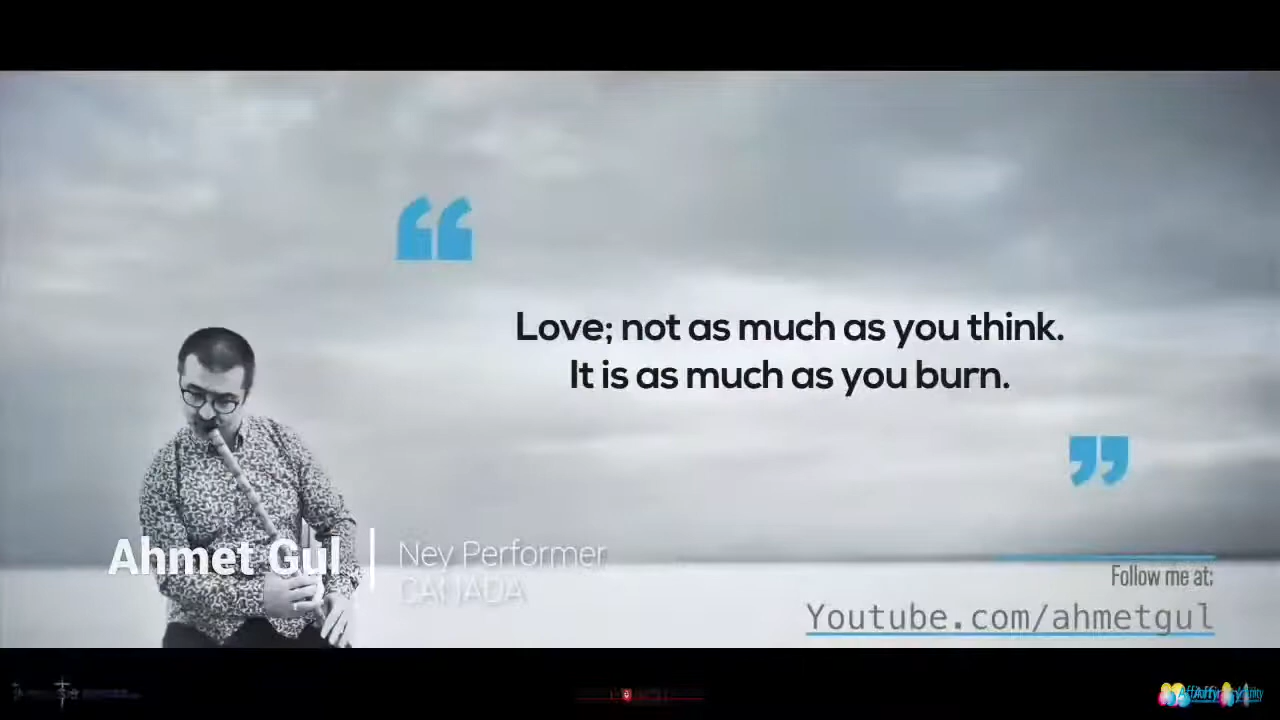 Love; not as much as you think.
It is as much as you burn.
Ahmet Gul
Ney Performer
CANADA
Follow me at:
Youtube.com/ahmetgul